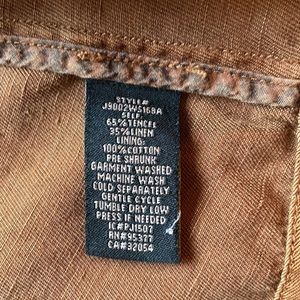 STYLE#
J9002W5168A
SELF
65%TENCEL
35%LINEN
LINING:
100%COTTON
PRE SHRUNK
GARMENT WASHED
MACHINE WASH
COLD SEPARATELY
GENTLE CYCLE
TUMBLE DRY LOW
PRESS IF NEEDED
IC#PJ1507
RN#95377
CA#32054